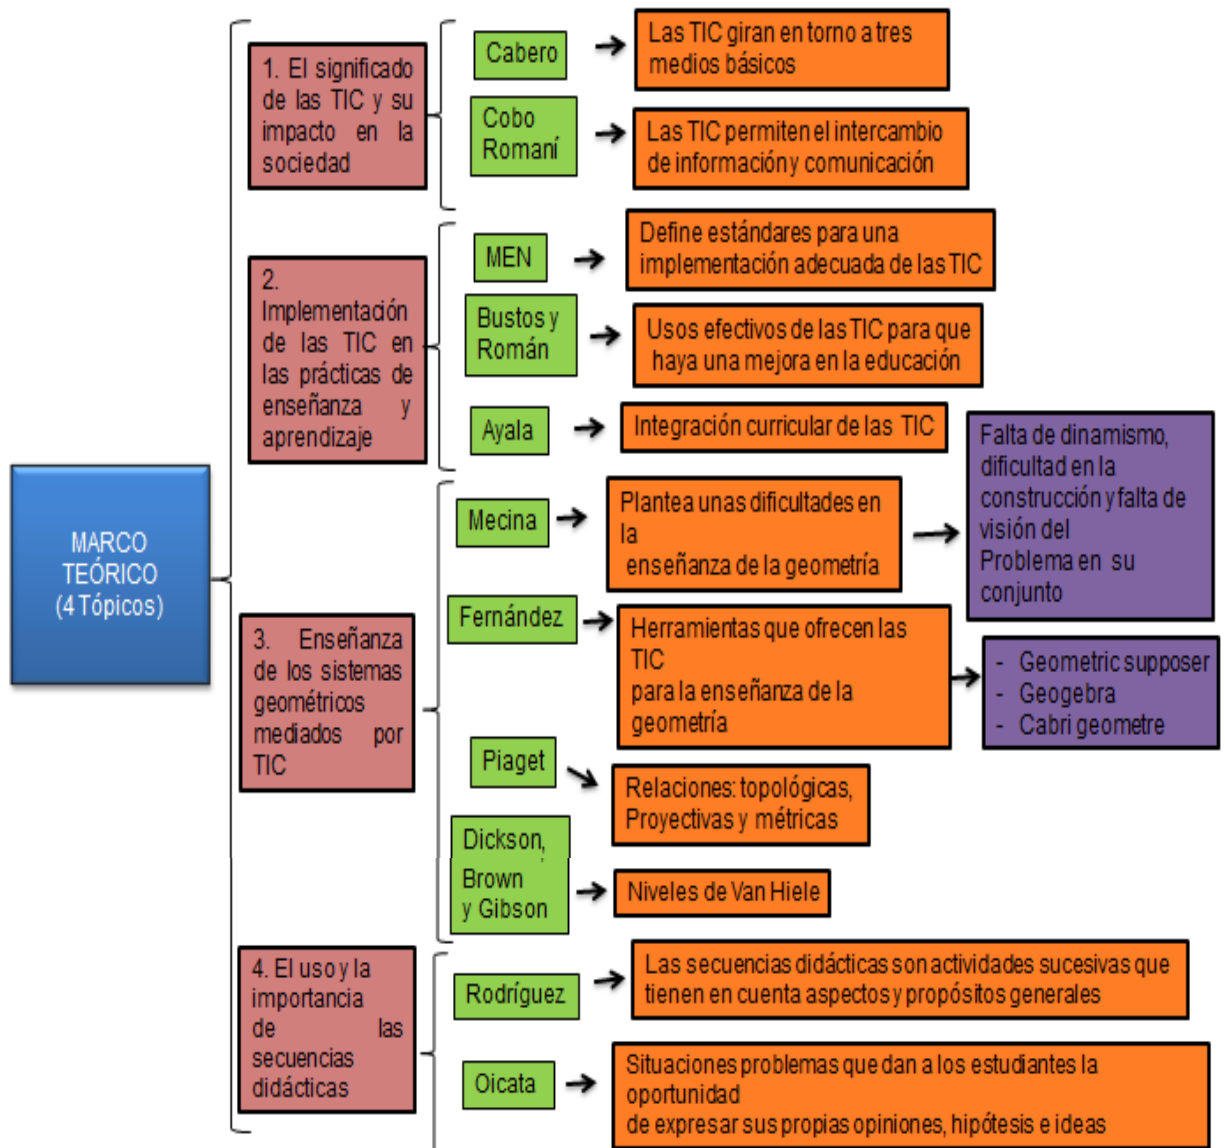 MARCO
TEÓRICO
(4 Tópicos)
1. El significado
de las TIC y su
impacto en la
sociedad
Cabero
Las TIC giran en torno a tres
medios básicos
Cobo
Romaní
Las TIC permiten el intercambio
de información y comunicación
2.
Implementación
de las TIC en
las prácticas de
enseñanza y
aprendizaje
MEN
Define estándares para una
implementación adecuada de las TIC
Bustos y
Román
Usos efectivos de las TIC para que
haya una mejora en la educación
Ayala
Integración curricular de las TIC
3. Enseñanza
de los sistemas
geométricos
mediados por
TIC
Mecina
Plantea unas dificultades en
la
enseñanza de la geometría
Falta de dinamismo,
dificultad en la
construcción y falta de
visión del
Problema en su
conjunto
Fernández
Herramientas que ofrecen las
TIC
para la enseñanza de la
geometría
- Geometric supposer
- Geogebra
- Cabri geometre
Piaget
Relaciones: topológicas,
Proyectivas y métricas
Dickson,
Brown
y Gibson
Niveles de Van Hiele
4. El uso y la
importancia
de las
secuencias
didácticas
Rodríguez
Las secuencias didácticas son actividades sucesivas que
tienen en cuenta aspectos y propósitos generales
Oicata
Situaciones problemas que dan a los estudiantes la
oportunidad
de expresar sus propias opiniones, hipótesis e ideas